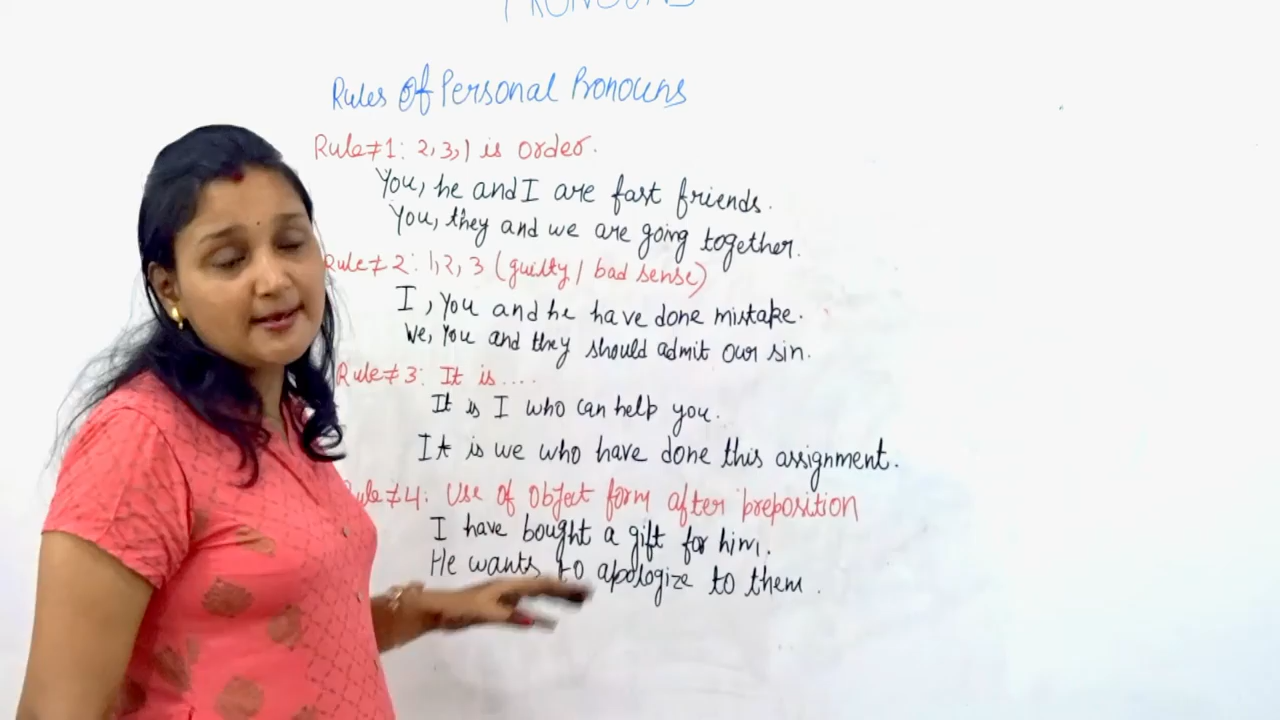 PRONOUNS
Rules Of Personal Pronouns
Rule≠1: 2,3,1 is order.
You, he and I are fast friends.
You, they and we are going together.
Rule≠2: 1,2,3 (guilty / bad sense)
I, you and he have done mistake.
We, You and they should admit our sin.
Rule≠3: It is....
It is I who can help you.
It is we who have done this assignment.
Rule≠4: Use of object form after preposition
I have bought a gift for him.
He wants to apologize to them.